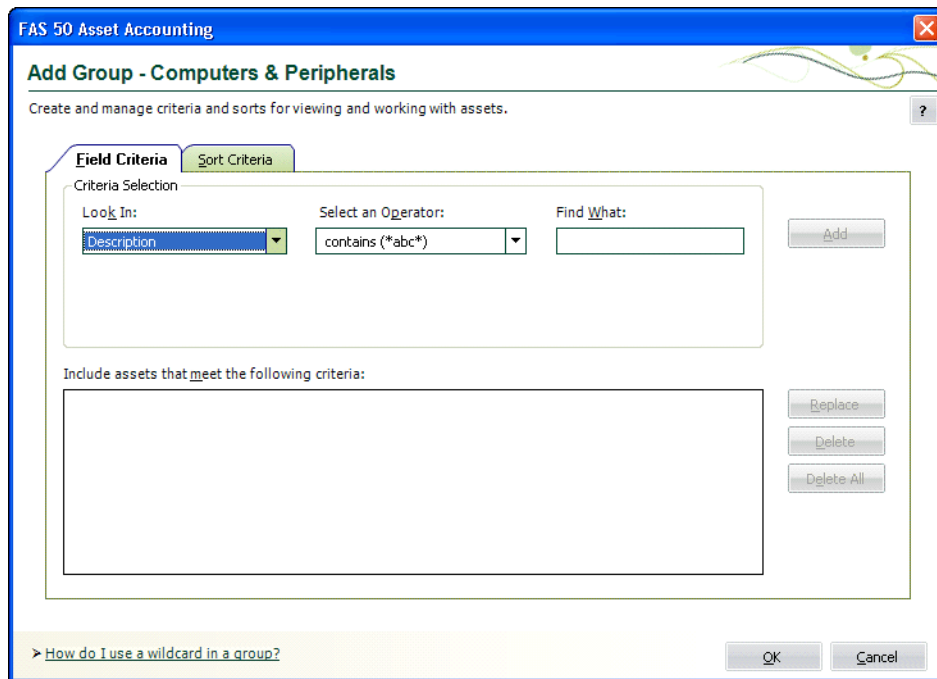 FAS 50 Asset Accounting
Add Group - Computers & Peripherals
Create and manage criteria and sorts for viewing and working with assets.
?
Field Criteria Sort Criteria
Criteria Selection
Look In: Select an Operator: Find What:
Description contains (*abc*) Add
Include assets that meet the following criteria:
Replace
Delete
Delete All
➤ How do I use a wildcard in a group?
OK Cancel